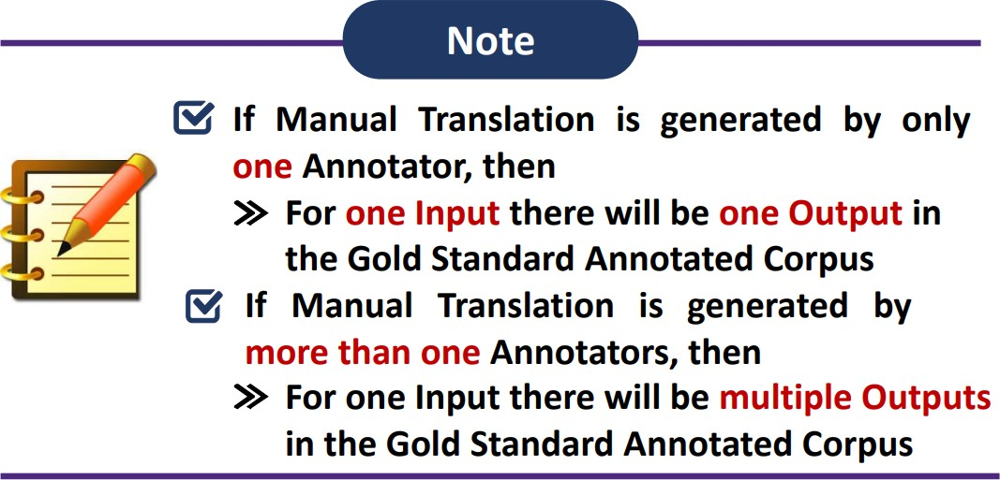 Note
If Manual Translation is generated by only
one Annotator, then
For one Input there will be one Output in
the Gold Standard Annotated Corpus
If Manual Translation is generated by
more than one Annotators, then
For one Input there will be multiple Outputs
in the Gold Standard Annotated Corpus